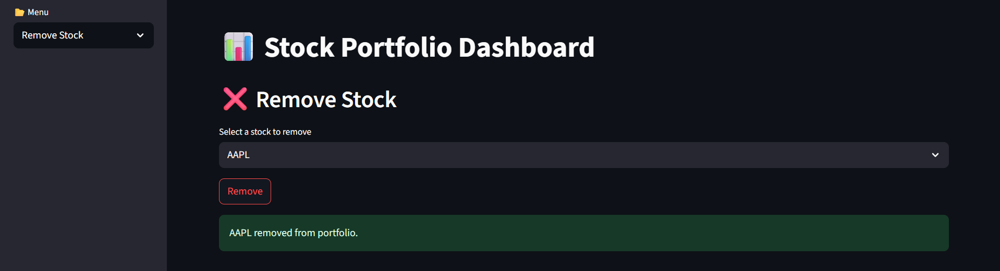 Menu
Remove Stock
Stock Portfolio Dashboard
Remove Stock
Select a stock to remove
AAPL
Remove
AAPL removed from portfolio.